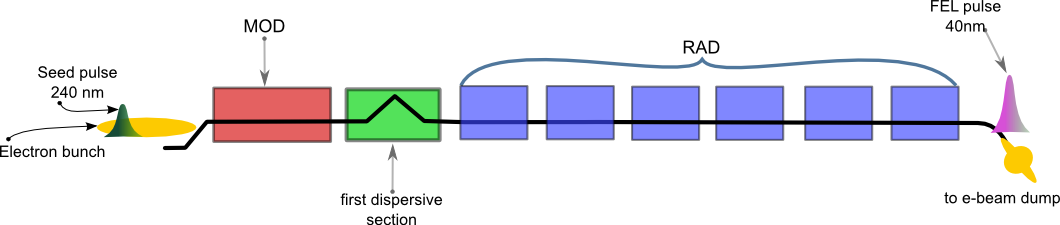 MOD
FEL pulse
40nm
RAD
Seed pulse
240 nm
Electron bunch
first dispersive
section
to e-beam dump